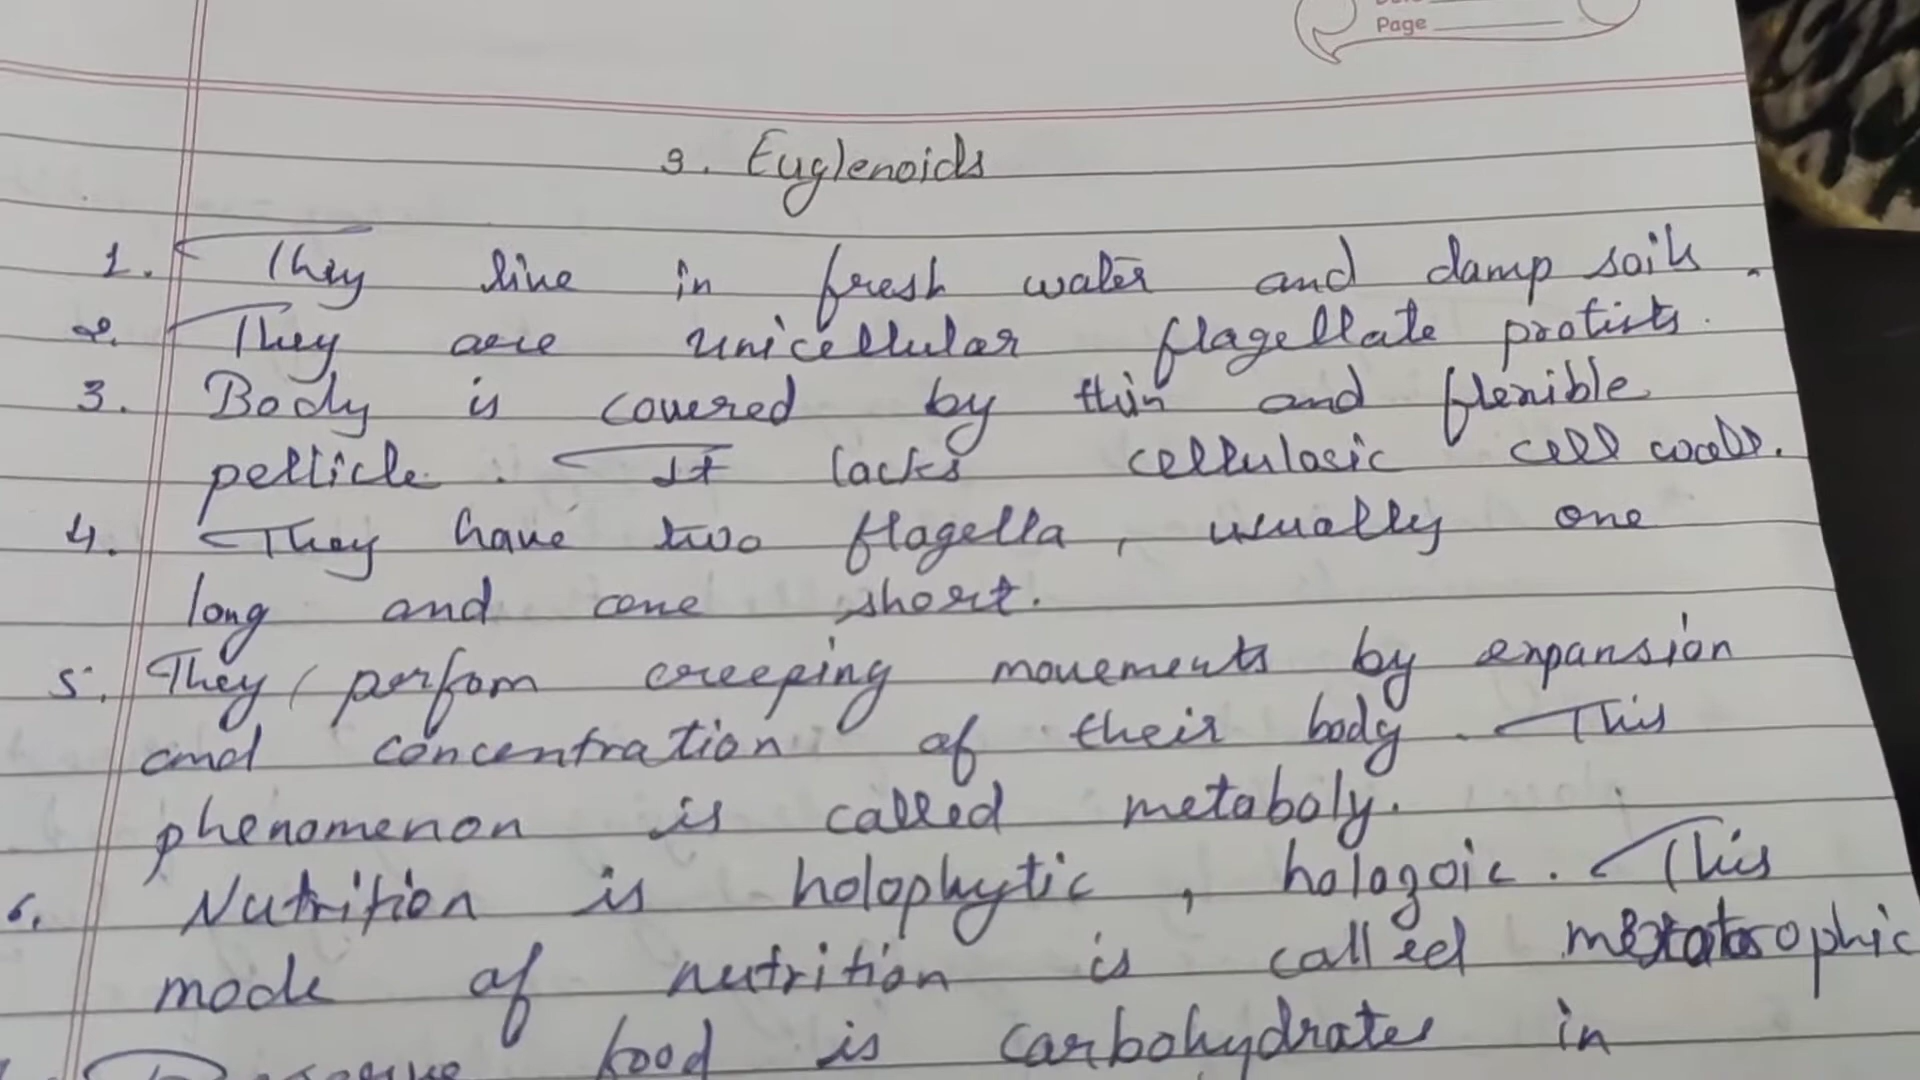 Page
3. Euglenoids
1. They live in fresh water and damp soils.
2. They are unicellular flagellate protists.
3. Body is covered by thin and flexible
pellicle. It lacks cellulosic cell walls.
4. They have two flagella, usually one
long and one short.
5. They perfom creeping movements by expansion
and concentration of their body. This
phenomenon is called metaboly.
6. Nutrition is holophytic, holozoic. This
mode of nutrition is called
food is carbohydrates in